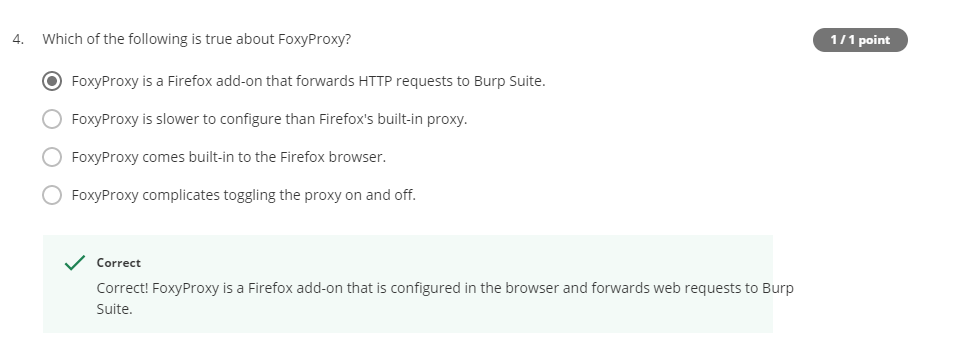 4. Which of the following is true about FoxyProxy?
1 / 1 point
FoxyProxy is a Firefox add-on that forwards HTTP requests to Burp Suite.
FoxyProxy is slower to configure than Firefox's built-in proxy.
FoxyProxy comes built-in to the Firefox browser.
FoxyProxy complicates toggling the proxy on and off.
Correct
Correct! FoxyProxy is a Firefox add-on that is configured in the browser and forwards web requests to Burp
Suite.